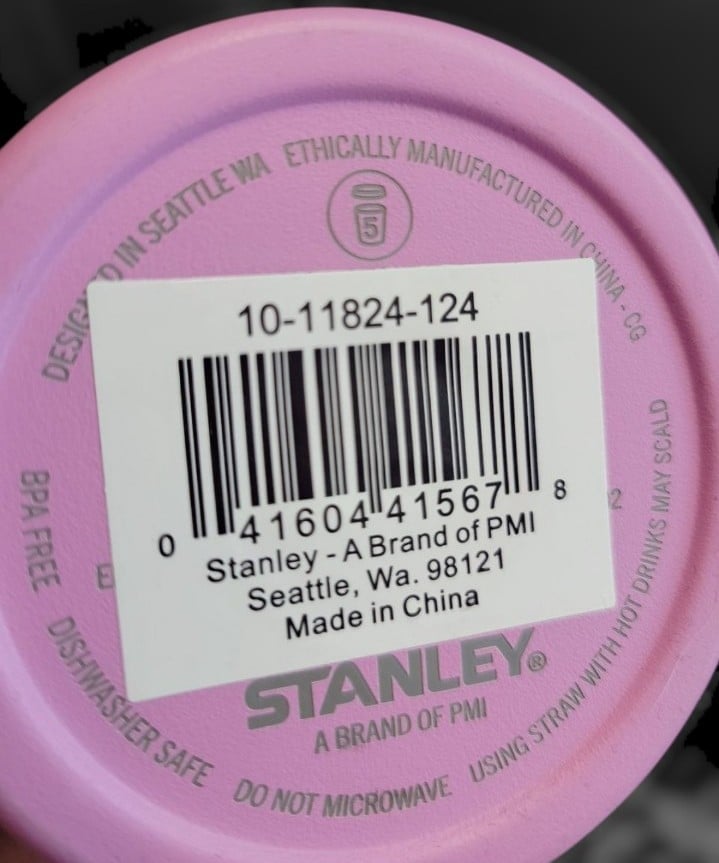 DESIGNED IN SEATTLE WA ETHICALLY MANUFACTURED IN CHINA - CG
5
10-11824-124
0 41604 41567 8
Stanley - A Brand of PMI
Seattle, Wa. 98121
Made in China
E
2
STANLEY®
A BRAND OF PMI
BPA FREE DISHWASHER SAFE DO NOT MICROWAVE USING STRAW WITH HOT DRINKS MAY SCALD